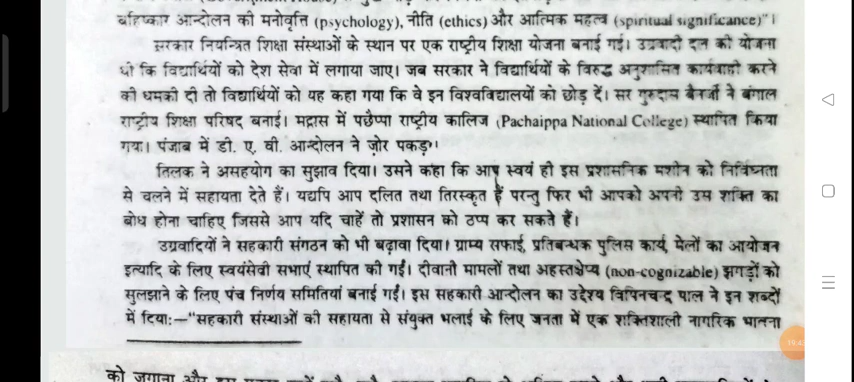 बहिष्कार आन्दोलन की मनोवृत्ति (psychology), नीति (ethics) और आत्मिक महत्व (spiritual significance)"।
सरकार नियन्त्रित शिक्षा संस्थाओं के स्थान पर एक राष्ट्रीय शिक्षा योजना बनाई गई। उग्रवादी दल की योजना
थी कि विद्यार्थियों को देश सेवा में लगाया जाए। जब सरकार ने विद्यार्थियों के विरुद्ध अनुशासित कार्यवाही करने
की धमकी दी तो विद्यार्थियों को यह कहा गया कि वे इन विश्वविद्यालयों को छोड़ दें। सर गुरुदास बैनर्जी ने बंगाल
राष्ट्रीय शिक्षा परिषद बनाई। मद्रास में पछैप्पा राष्ट्रीय कालिज (Pachaippa National College) स्थापित किया
गया। पंजाब में डी. ए. वी. आन्दोलन ने ज़ोर पकड़ा।
तिलक ने असहयोग का सुझाव दिया। उसने कहा कि आप स्वयं ही इस प्रशासनिक मशीन को निर्विघ्नता
से चलने में सहायता देते हैं। यद्यपि आप दलित तथा तिरस्कृत हैं परन्तु फिर भी आपको अपनी उस शक्ति का
बोध होना चाहिए जिससे आप यदि चाहें तो प्रशासन को ठप्प कर सकते हैं।
उग्रवादियों ने सहकारी संगठन को भी बढ़ावा दिया। ग्राम्य सफाई, प्रतिबन्धक पुलिस कार्य, मेलों का आयोजन
इत्यादि के लिए स्वयंसेवी सभाएं स्थापित की गईं। दीवानी मामलों तथा अहस्तक्षेप्य (non-cognizable) झगड़ों को
सुलझाने के लिए पंच निर्णय समितियां बनाई गईं। इस सहकारी आन्दोलन का उद्देश्य विपिनचन्द्र पाल ने इन शब्दों
में दिया:—"सहकारी संस्थाओं की सहायता से संयुक्त भलाई के लिए जनता में एक शक्तिशाली नागरिक भावना
को जगाना और